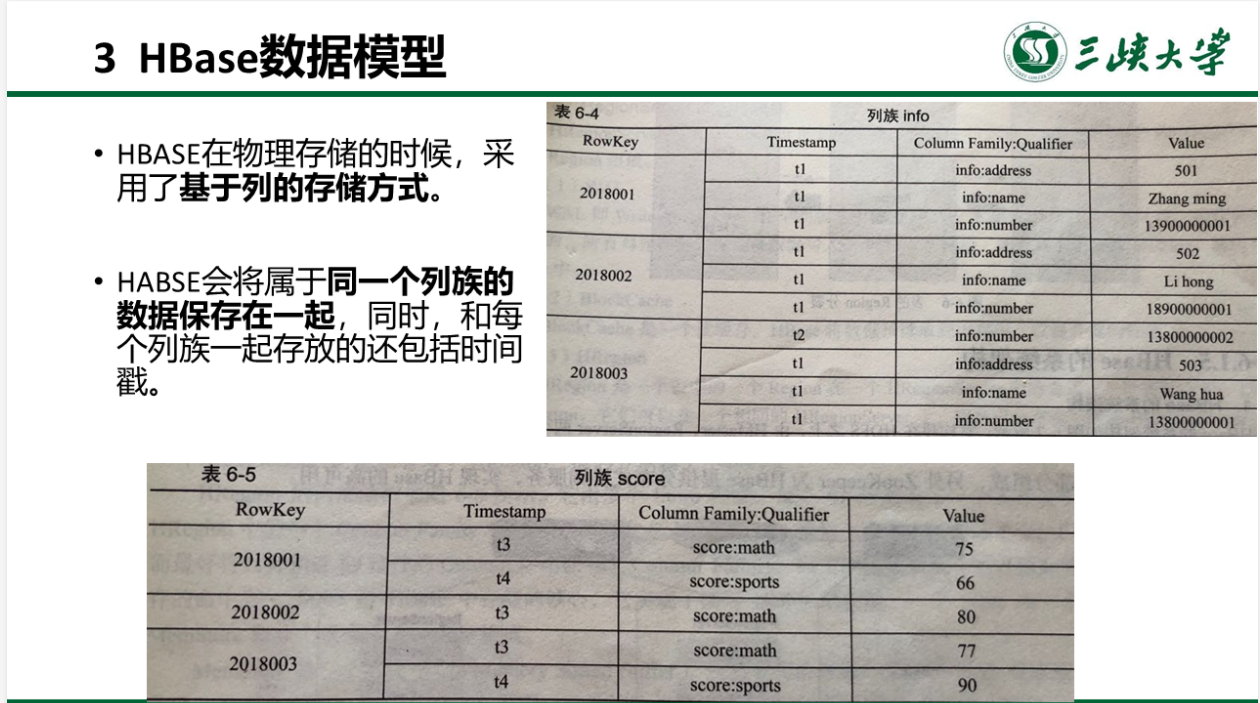 3 HBase数据模型
三峡大学
• HBASE在物理存储的时候，采
用了基于列的存储方式。
• HABSE会将属于同一个列族的
数据保存在一起，同时，和每
个列族一起存放的还包括时间
戳。
表 6-4 列族 info
RowKey Timestamp Column Family:Qualifier Value
2018001 t1 info:address 501
t1 info:name Zhang ming
t1 info:number 13900000001
2018002 t1 info:address 502
t1 info:name Li hong
t1 info:number 18900000001
2018003 t2 info:number 13800000002
t1 info:address 503
t1 info:name Wang hua
t1 info:number 13800000001
表 6-5 列族 score
RowKey Timestamp Column Family:Qualifier Value
2018001 t3 score:math 75
t4 score:sports 66
2018002 t3 score:math 80
2018003 t3 score:math 77
t4 score:sports 90